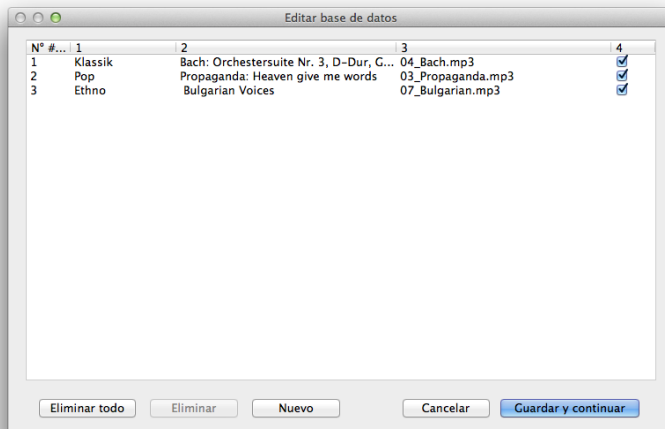 Editar base de datos
N° #... 1 2 3 4
1 Klassik Bach: Orchestersuite Nr. 3, D-Dur, G... 04_Bach.mp3
2 Pop Propaganda: Heaven give me words 03_Propaganda.mp3
3 Ethno Bulgarian Voices 07_Bulgarian.mp3
Eliminar todo Eliminar Nuevo Cancelar Guardar y continuar